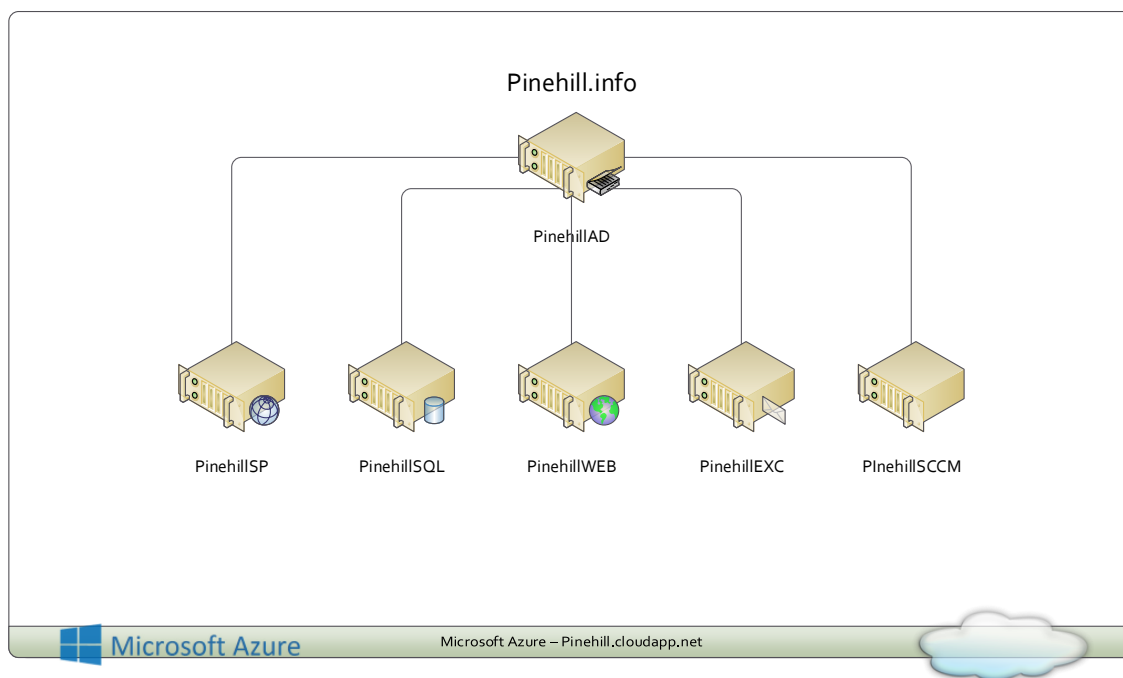 Pinehill.info
PinehillAD
PinehillSP
PinehillSQL
PinehillWEB
PinehillEXC
PInehillSCCM
Microsoft Azure
Microsoft Azure – Pinehill.cloudapp.net